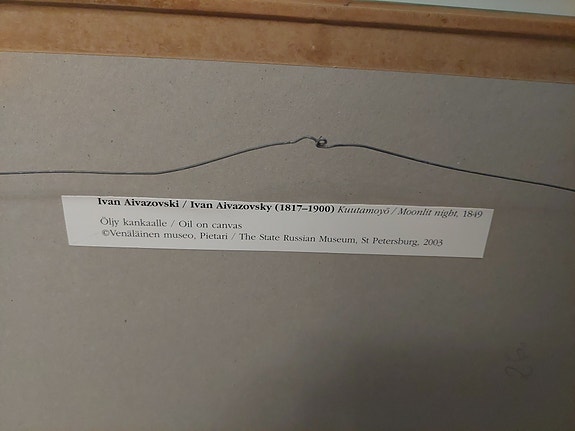 Ivan Aivazovski / Ivan Aivazovsky (1817–1900) Kuutamoyö / Moonlit night, 1849
Öljy kankaalle / Oil on canvas
©Venäläinen museo, Pietari / The State Russian Museum, St Petersburg, 2003